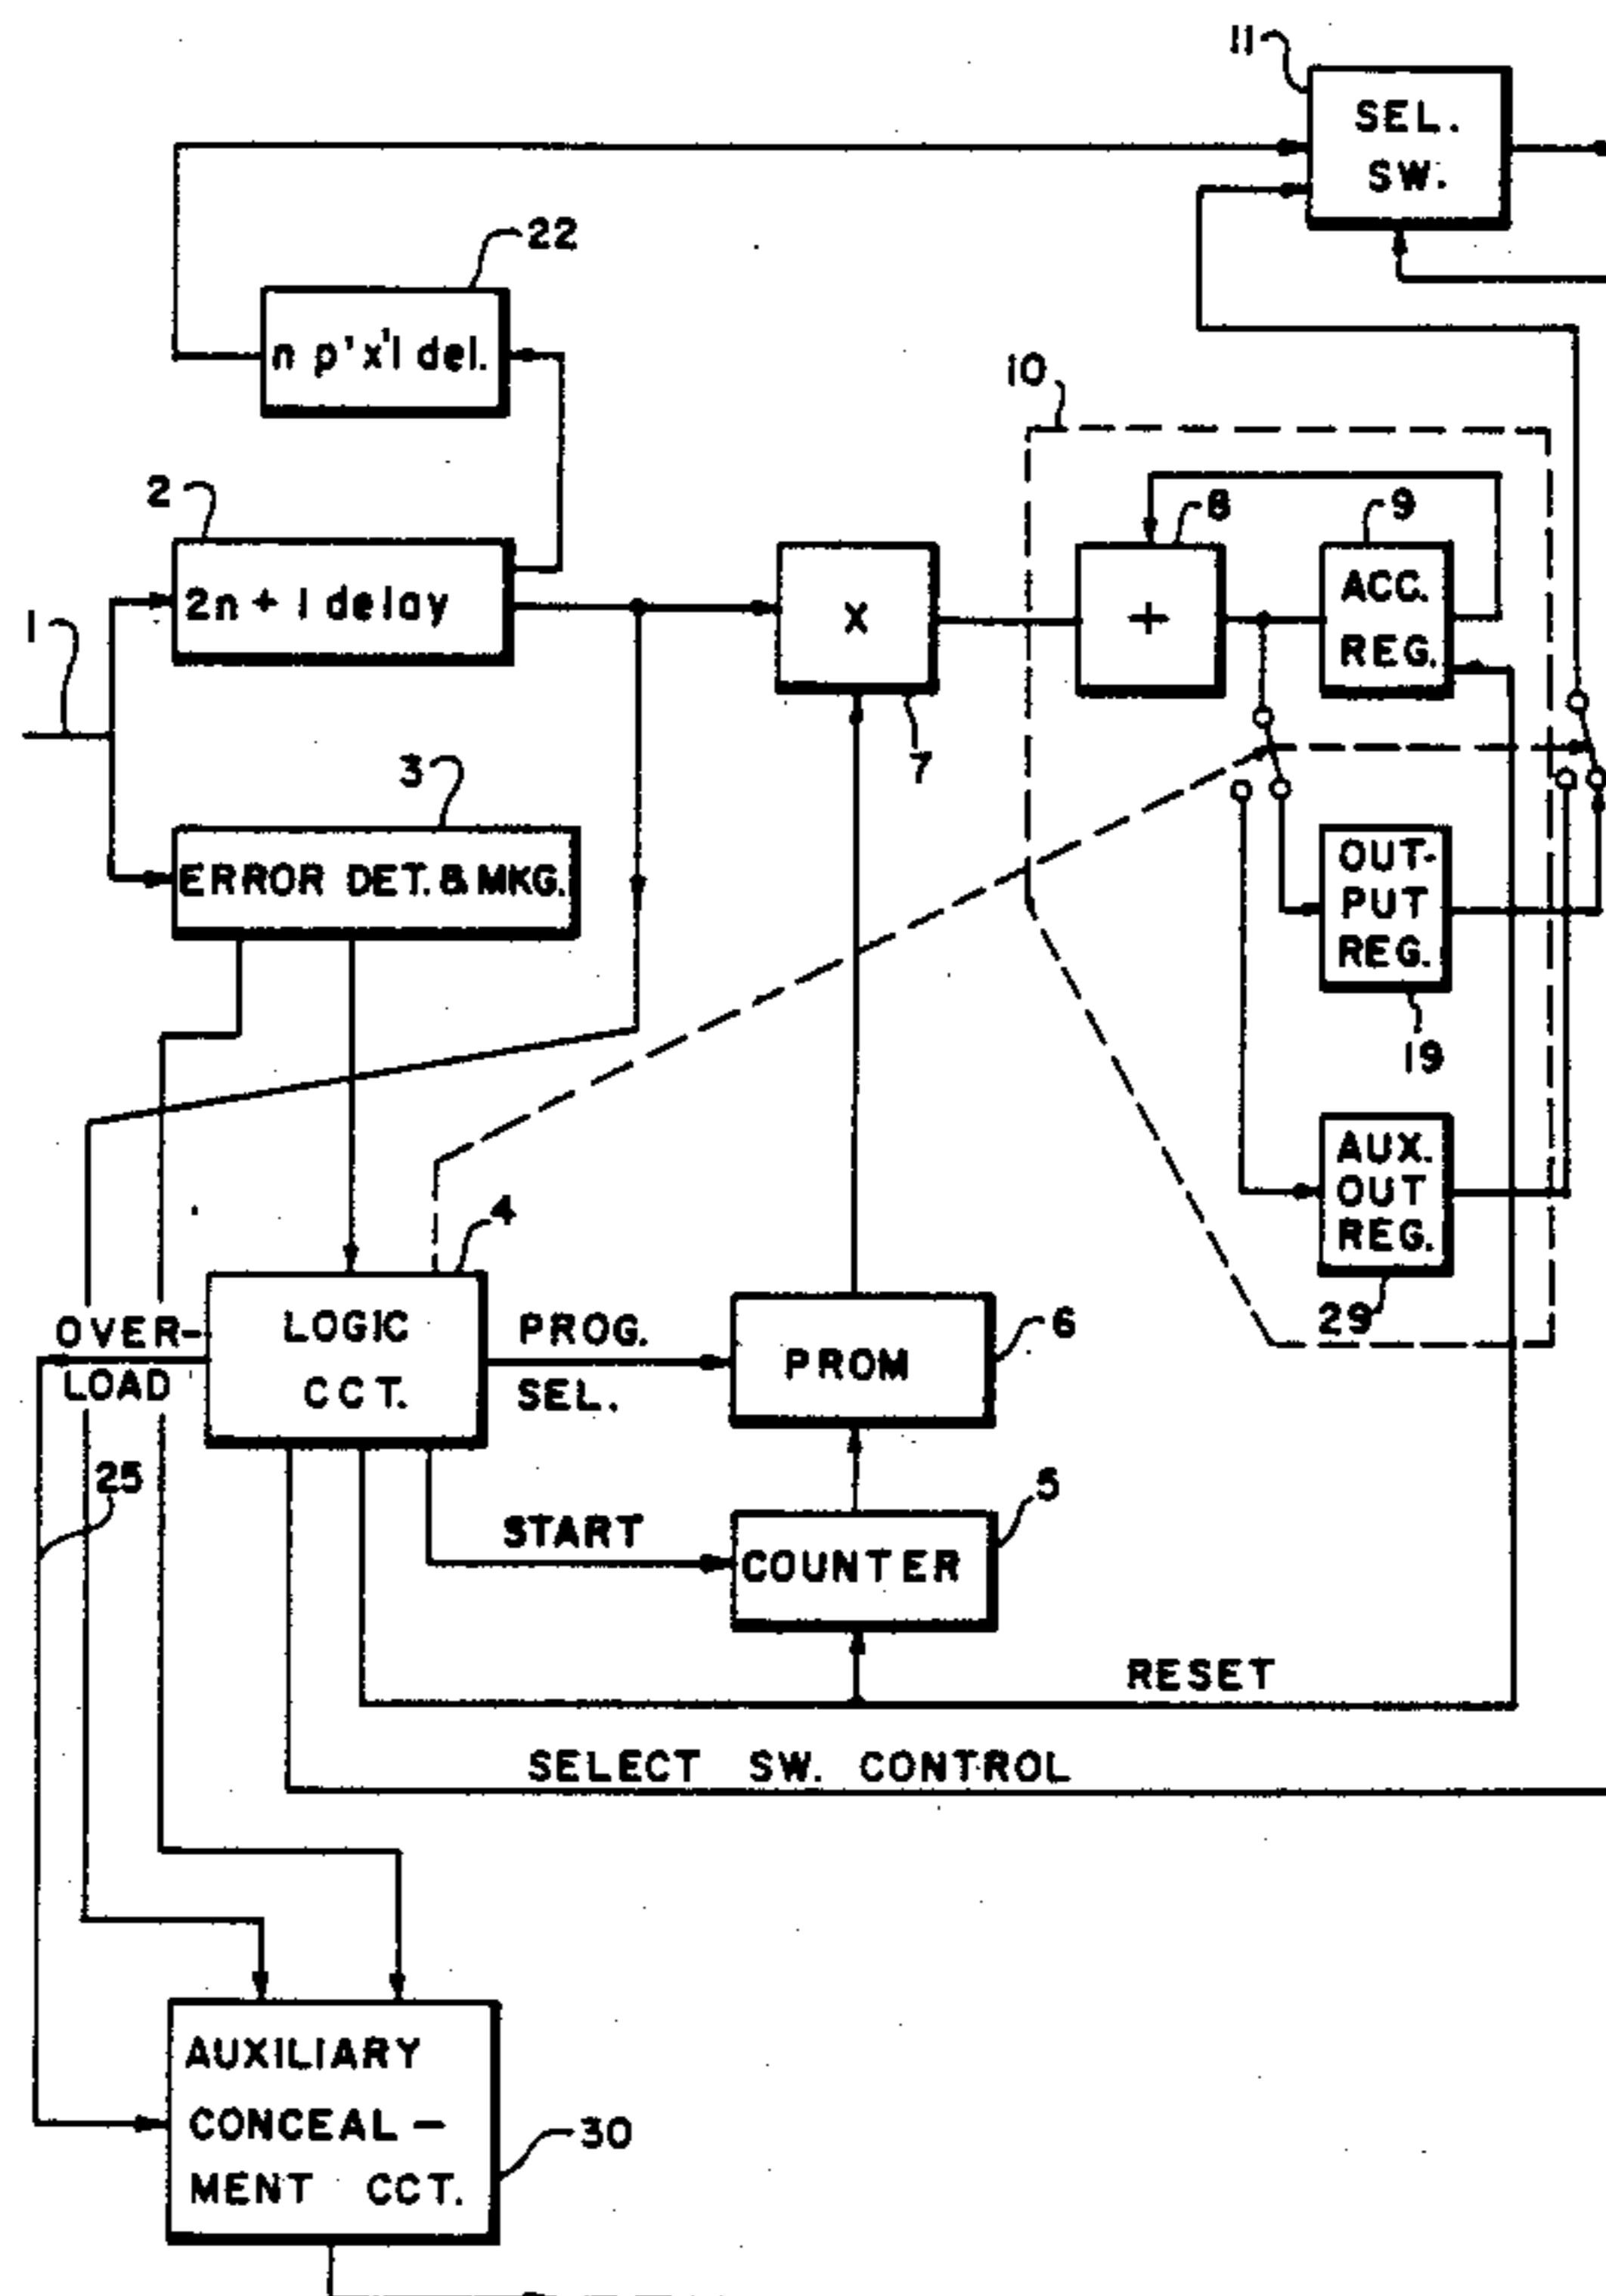 11
SEL.
SW.
22
n p'x'l del.
10
2
8
9
2n + 1 delay
X
+
ACC.
REG.
1
7
3
ERROR DET. & MKG.
OUT-
PUT
REG.
19
AUX.
OUT
REG.
29
4
OVER-
LOAD
LOGIC
CCT.
PROG.
SEL.
PROM
6
25
START
5
COUNTER
RESET
SELECT SW. CONTROL
AUXILIARY
CONCEAL-
MENT CCT.
30